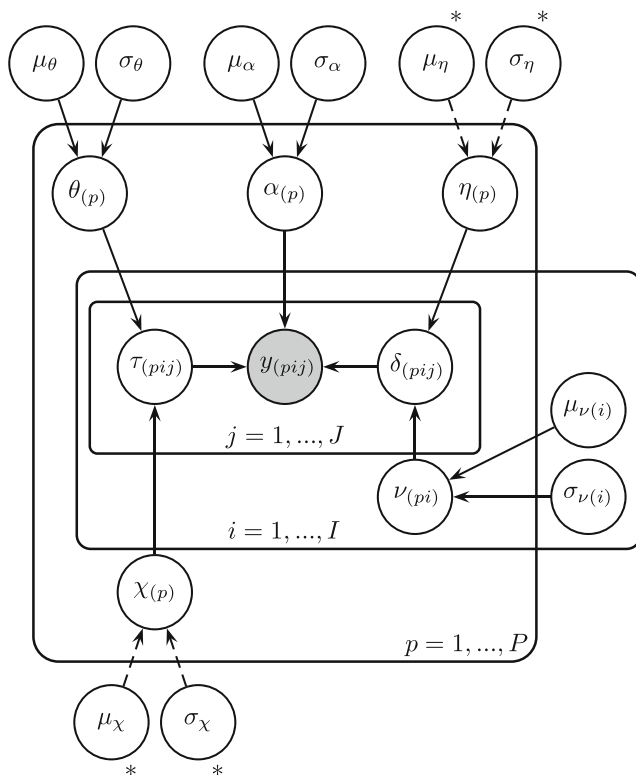 * *
μ_θ σ_θ μ_α σ_α μ_η σ_η
θ_(p) α_(p) η_(p)
τ_(pij) y_(pij) δ_(pij)
μ_ν(i)
j = 1, ..., J
ν_(pi) σ_ν(i)
i = 1, ..., I
χ_(p)
p = 1, ..., P
μ_χ σ_χ
* *